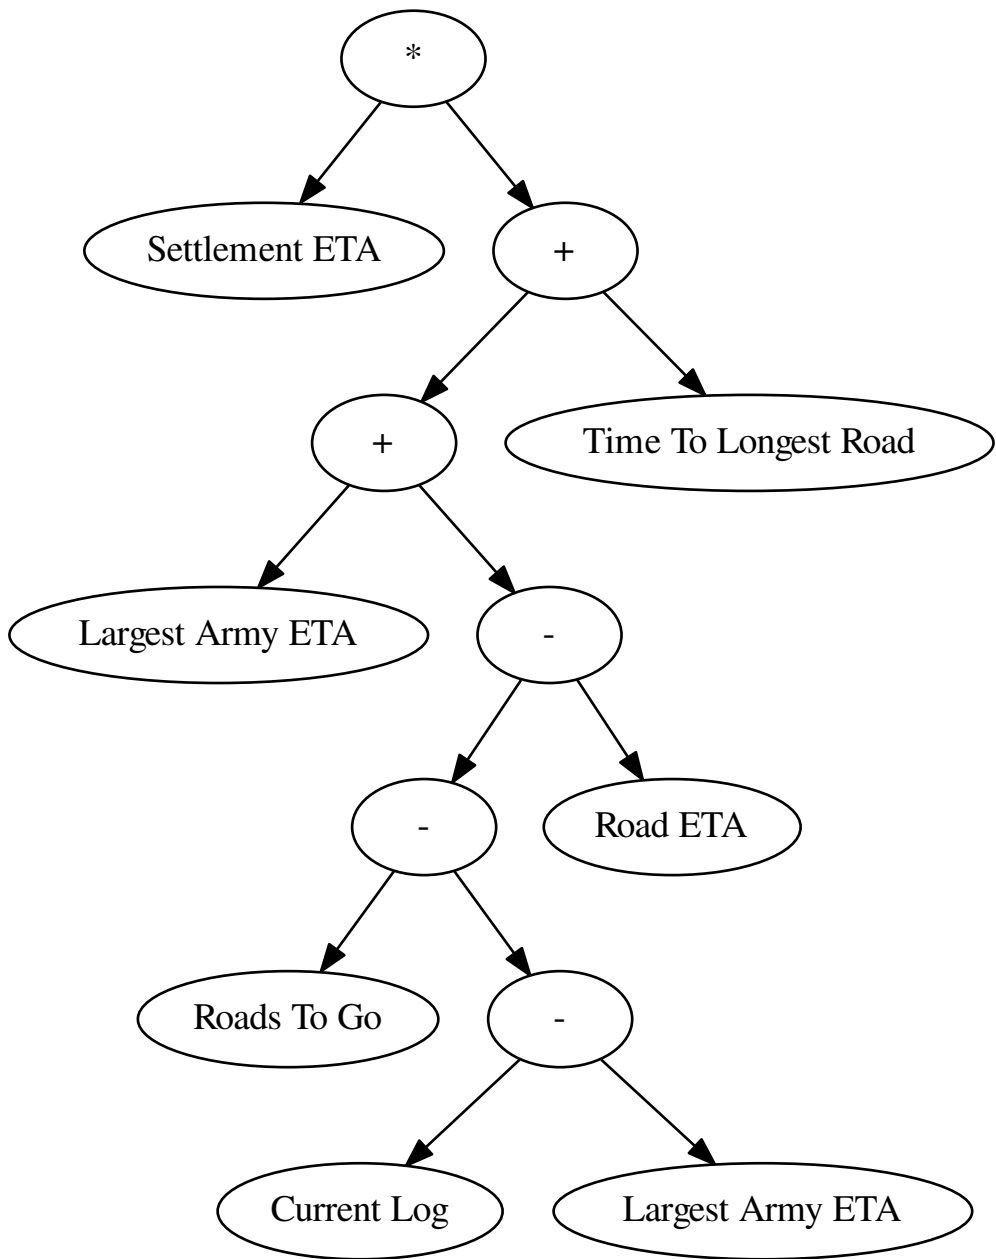 *
Settlement ETA
+
+
Time To Longest Road
Largest Army ETA
-
-
Road ETA
Roads To Go
-
Current Log
Largest Army ETA